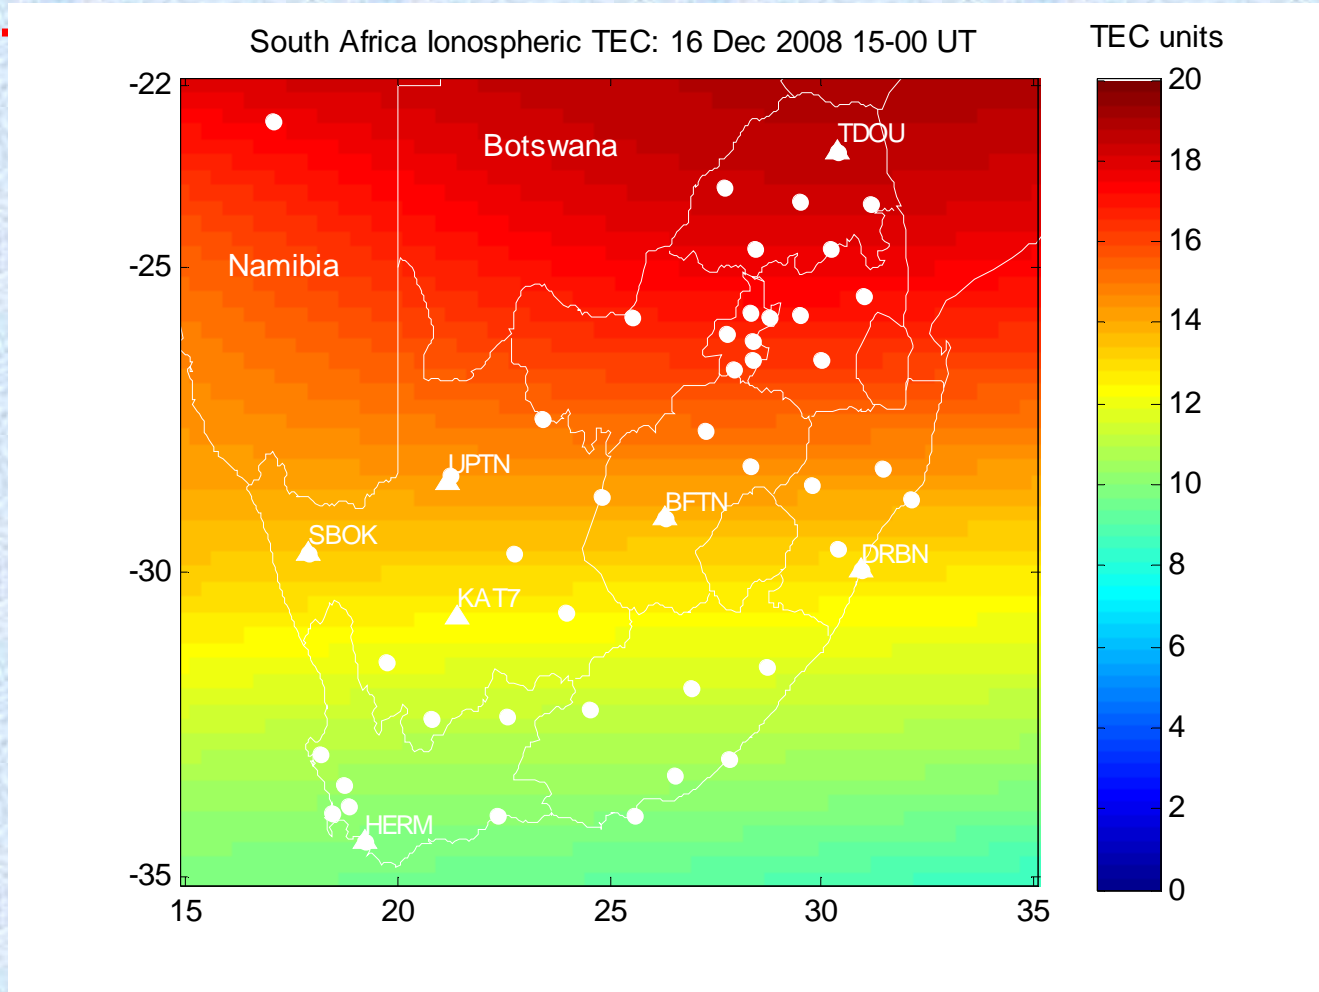 South Africa Ionospheric TEC: 16 Dec 2008 15-00 UT
TEC units
-22
-25
-30
-35
15
20
25
30
35
Botswana
TDOU
Namibia
UPTN
BFTN
SBOK
DRBN
KAT7
HERM
20
18
16
14
12
10
8
6
4
2
0